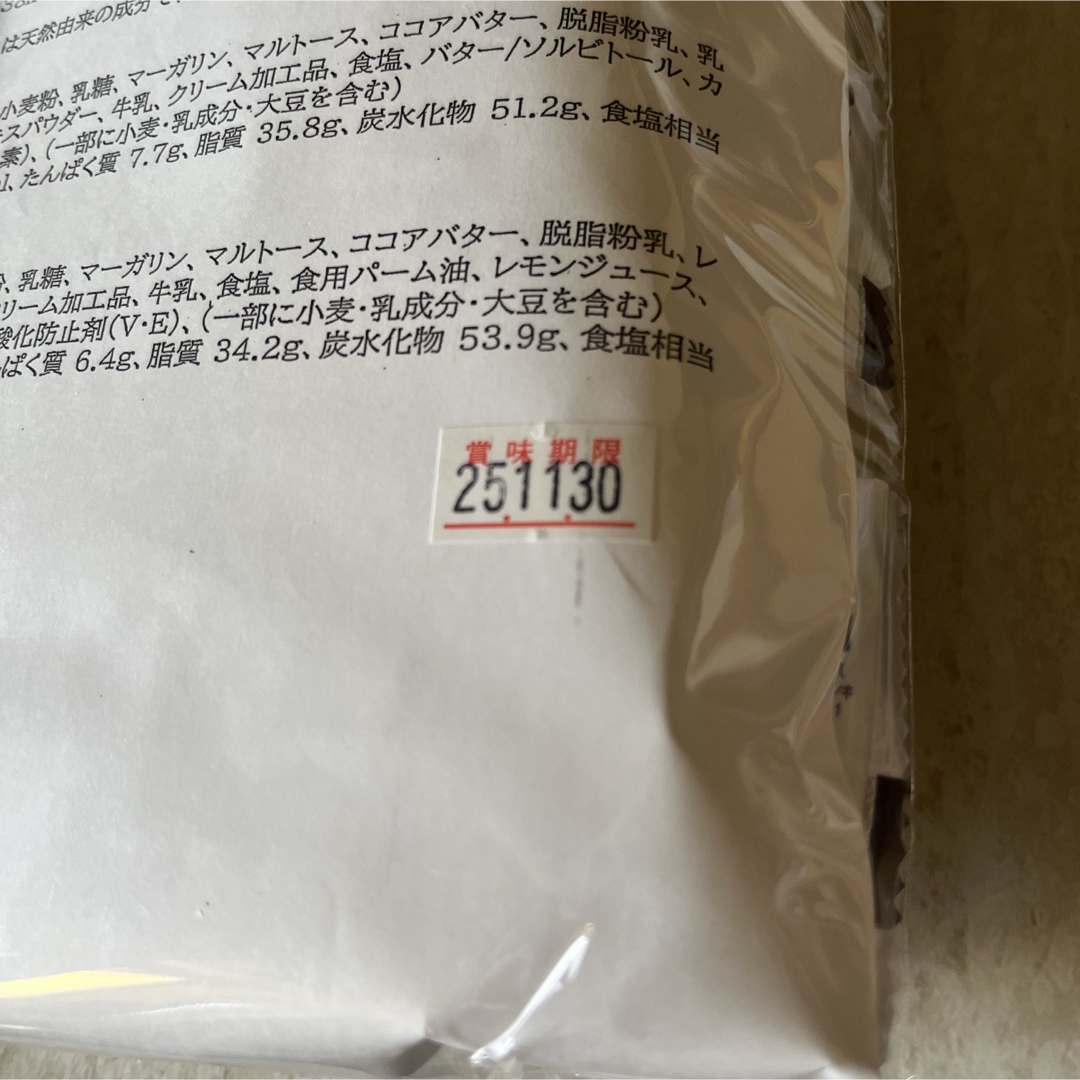 は天然由来の成分で
小麦粉、乳糖、マーガリン、マルトース、ココアバター、脱脂粉乳、乳
スパウダー、牛乳、クリーム加工品、食塩、バター/ソルビトール、カ
素)、(一部に小麦・乳成分・大豆を含む)
たんぱく質 7.7g、脂質 35.8g、炭水化物 51.2g、食塩相当
乳糖、マーガリン、マルトース、ココアバター、脱脂粉乳、レ
リーム加工品、牛乳、食塩、食用パーム油、レモンジュース、
酸化防止剤(V・E)、(一部に小麦・乳成分・大豆を含む)
ぱく質 6.4g、脂質 34.2g、炭水化物 53.9g、食塩相当
賞味期限
25.11.30